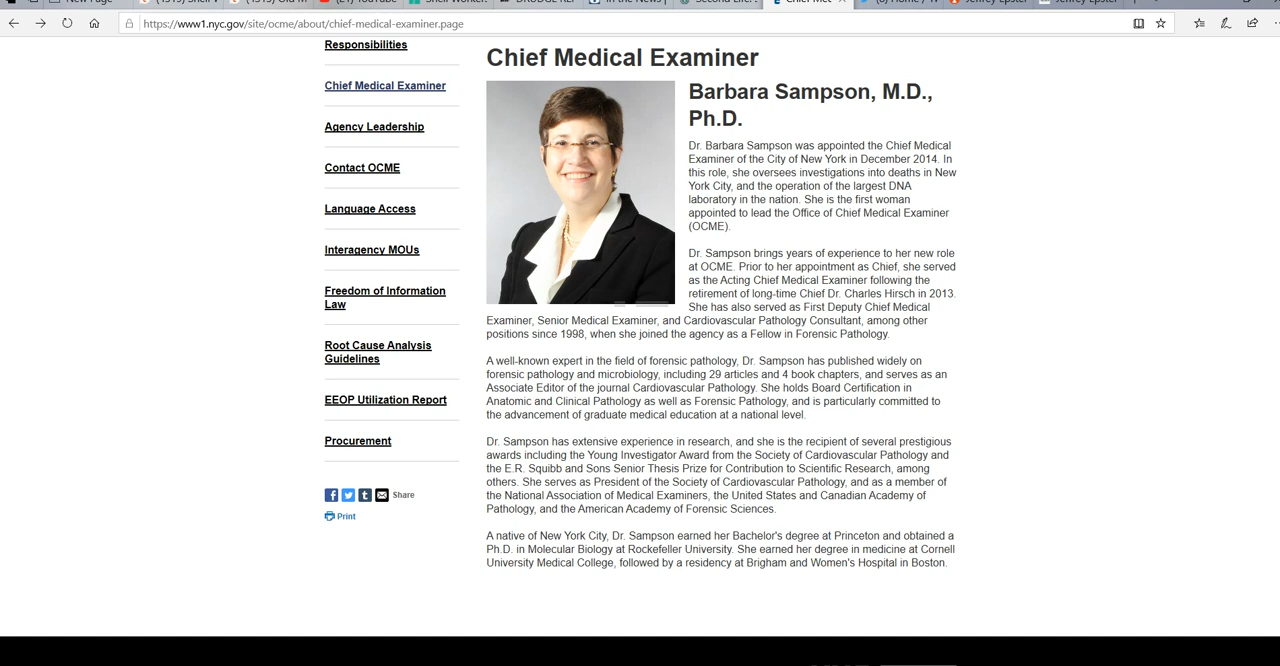 New Page
https://www1.nyc.gov/site/ocme/about/chief-medical-examiner.page
Responsibilities
Chief Medical Examiner
Agency Leadership
Contact OCME
Language Access
Interagency MOUs
Freedom of Information
Law
Root Cause Analysis
Guidelines
EEOP Utilization Report
Procurement
Share
Print
Chief Medical Examiner
Barbara Sampson, M.D.,
Ph.D.
Dr. Barbara Sampson was appointed the Chief Medical
Examiner of the City of New York in December 2014. In
this role, she oversees investigations into deaths in New
York City, and the operation of the largest DNA
laboratory in the nation. She is the first woman
appointed to lead the Office of Chief Medical Examiner
(OCME).
Dr. Sampson brings years of experience to her new role
at OCME. Prior to her appointment as Chief, she served
as the Acting Chief Medical Examiner following the
retirement of long-time Chief Dr. Charles Hirsch in 2013.
She has also served as First Deputy Chief Medical
Examiner, Senior Medical Examiner, and Cardiovascular Pathology Consultant, among other
positions since 1998, when she joined the agency as a Fellow in Forensic Pathology.
A well-known expert in the field of forensic pathology, Dr. Sampson has published widely on
forensic pathology and microbiology, including 29 articles and 4 book chapters, and serves as an
Associate Editor of the journal Cardiovascular Pathology. She holds Board Certification in
Anatomic and Clinical Pathology as well as Forensic Pathology, and is particularly committed to
the advancement of graduate medical education at a national level.
Dr. Sampson has extensive experience in research, and she is the recipient of several prestigious
awards including the Young Investigator Award from the Society of Cardiovascular Pathology and
the E.R. Squibb and Sons Senior Thesis Prize for Contribution to Scientific Research, among
others. She serves as President of the Society of Cardiovascular Pathology, and as a member of
the National Association of Medical Examiners, the United States and Canadian Academy of
Pathology, and the American Academy of Forensic Sciences.
A native of New York City, Dr. Sampson earned her Bachelor's degree at Princeton and obtained a
Ph.D. in Molecular Biology at Rockefeller University. She earned her degree in medicine at Cornell
University Medical College, followed by a residency at Brigham and Women's Hospital in Boston.